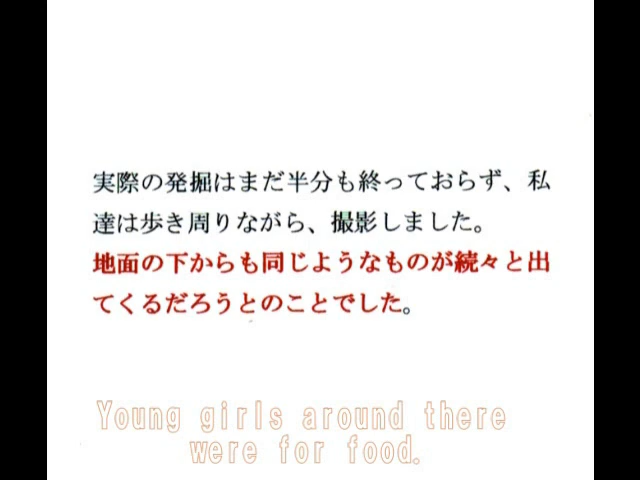 実際の発掘はまだ半分も終っておらず、私
達は歩き周りながら、撮影しました。
地面の下からも同じようなものが続々と出
てくるだろうとのことでした。
Young girls around there
were for food.